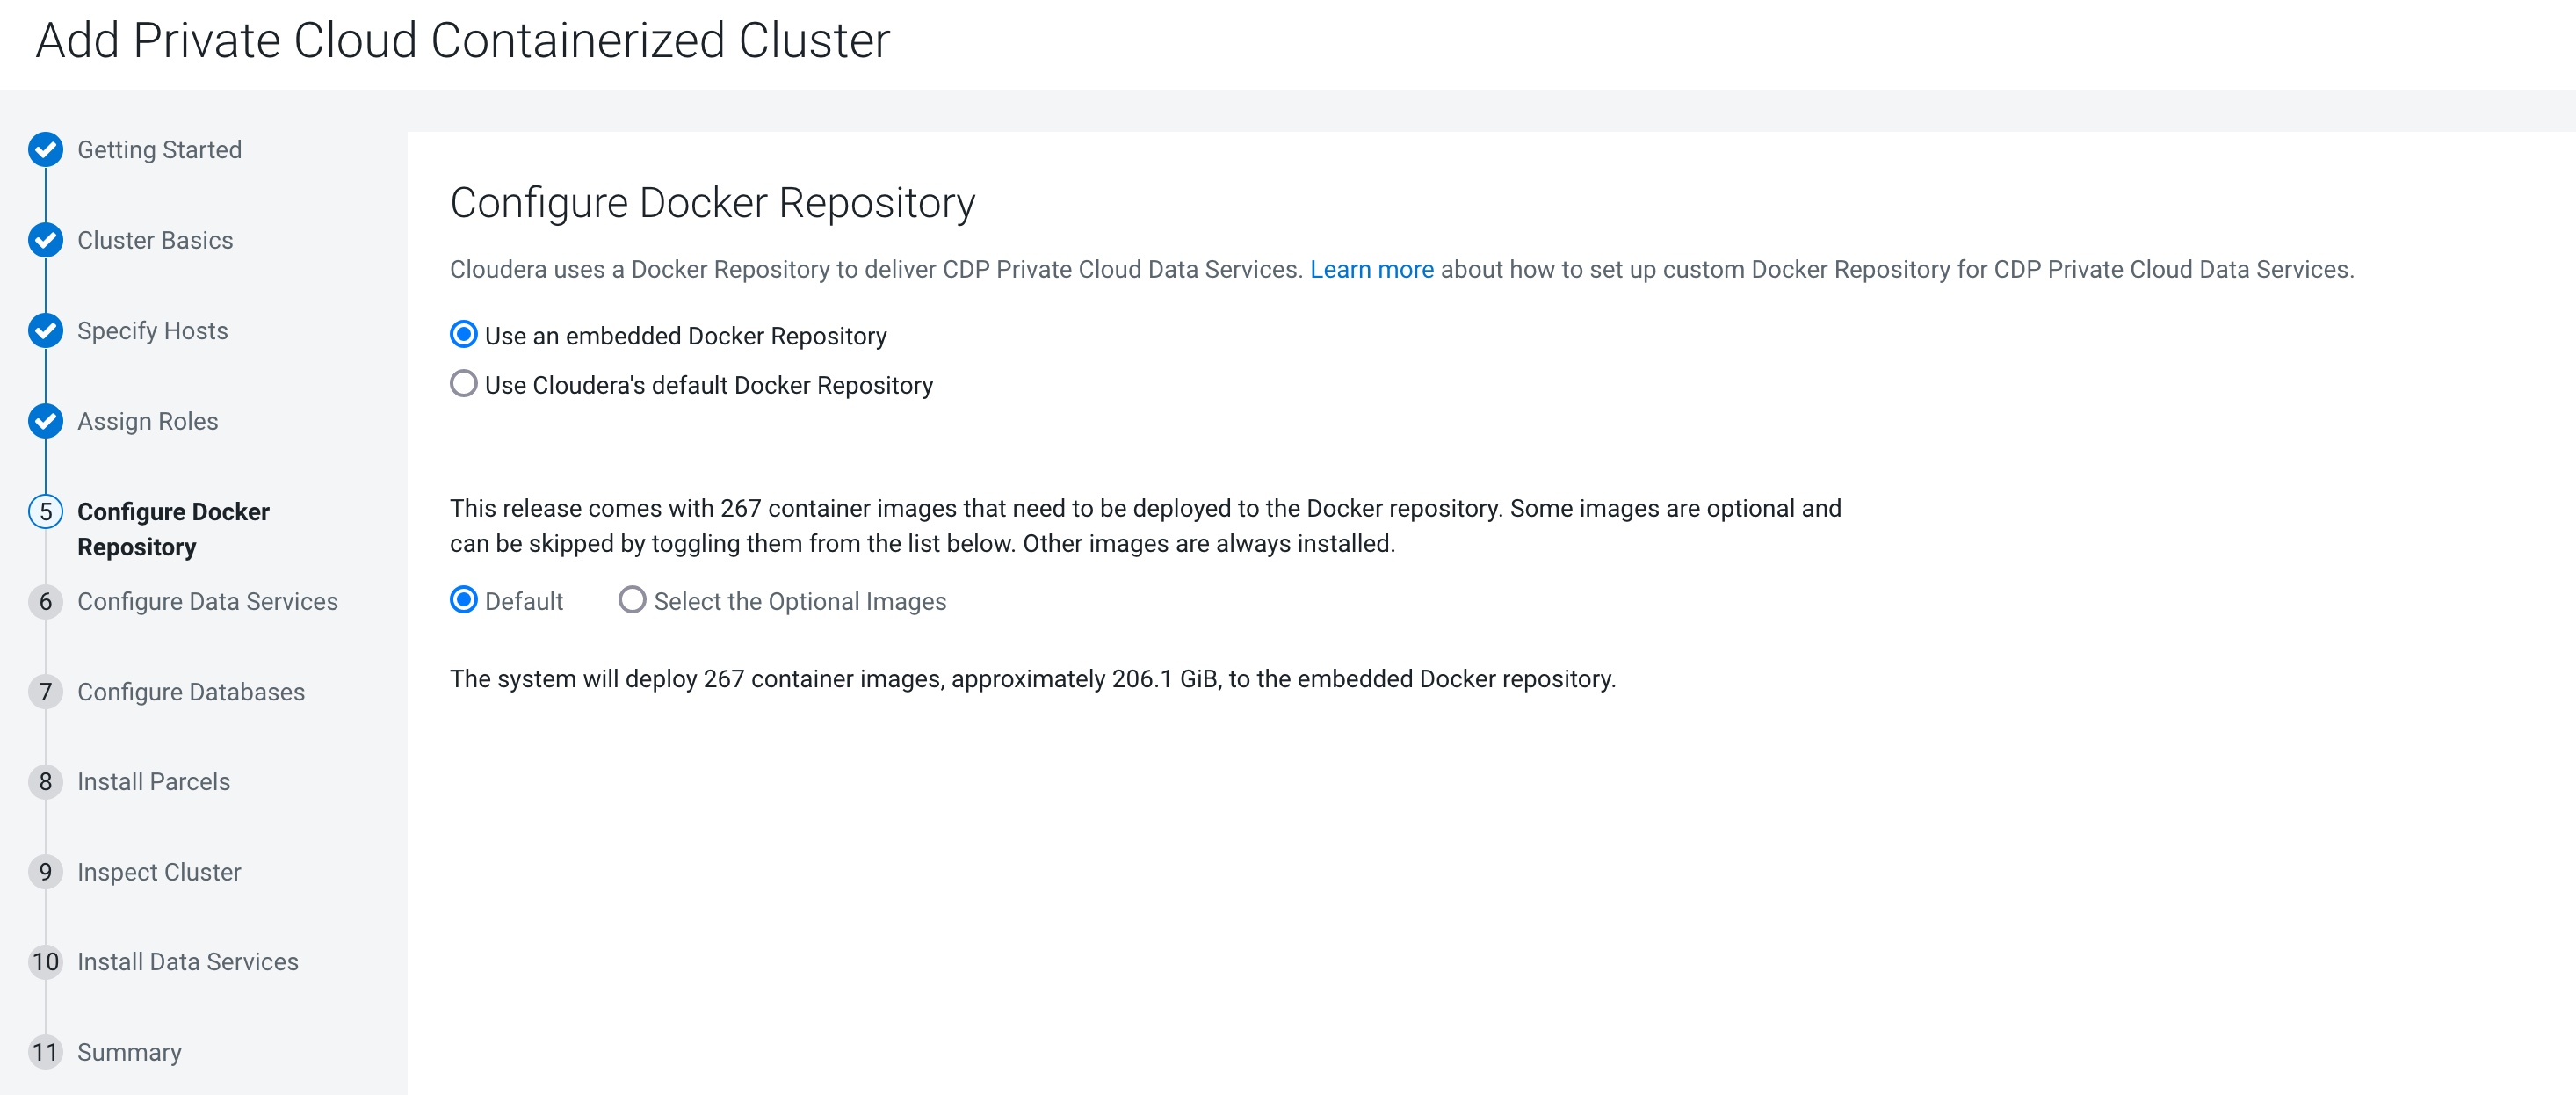 Add Private Cloud Containerized Cluster
Getting Started
Cluster Basics
Specify Hosts
Assign Roles
5 Configure Docker
Repository
6 Configure Data Services
7 Configure Databases
8 Install Parcels
9 Inspect Cluster
10 Install Data Services
11 Summary
Configure Docker Repository
Cloudera uses a Docker Repository to deliver CDP Private Cloud Data Services. Learn more about how to set up custom Docker Repository for CDP Private Cloud Data Services.
Use an embedded Docker Repository
Use Cloudera's default Docker Repository
This release comes with 267 container images that need to be deployed to the Docker repository. Some images are optional and
can be skipped by toggling them from the list below. Other images are always installed.
Default Select the Optional Images
The system will deploy 267 container images, approximately 206.1 GiB, to the embedded Docker repository.